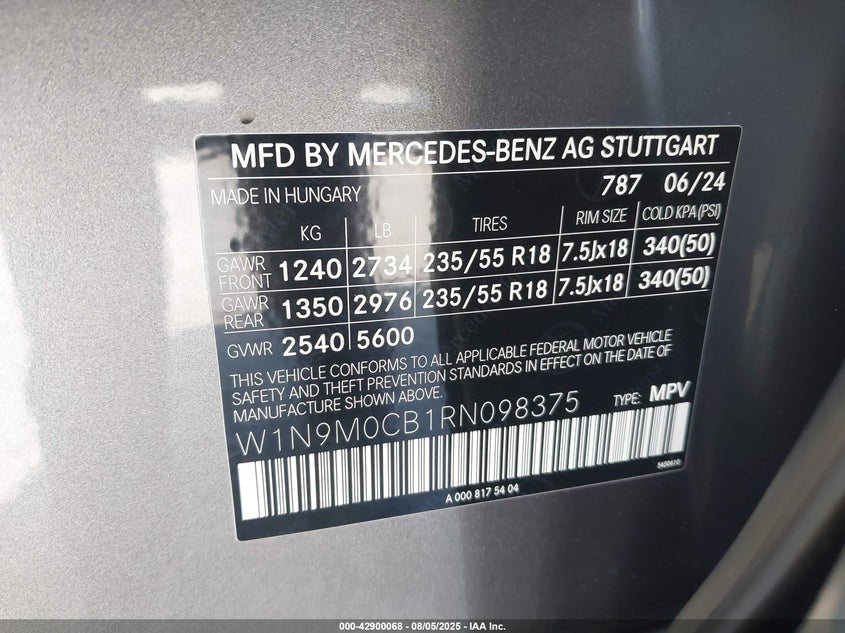 MFD BY MERCEDES-BENZ AG STUTTGART
MADE IN HUNGARY 787 06/24
KG LB TIRES RIM SIZE COLD KPA(PSI)
GAWR FRONT 1240 2734 235/55 R18 7.5Jx18 340(50)
GAWR REAR 1350 2976 235/55 R18 7.5Jx18 340(50)
GVWR 2540 5600
THIS VEHICLE CONFORMS TO ALL APPLICABLE FEDERAL MOTOR VEHICLE
SAFETY AND THEFT PREVENTION STANDARDS IN EFFECT ON THE DATE OF
MANUFACTURE SHOWN ABOVE. TYPE: MPV
W1N9M0CB1RN098375
5450610
A 000 817 54 04
000-42900068 - 08/05/2025 - IAA Inc.